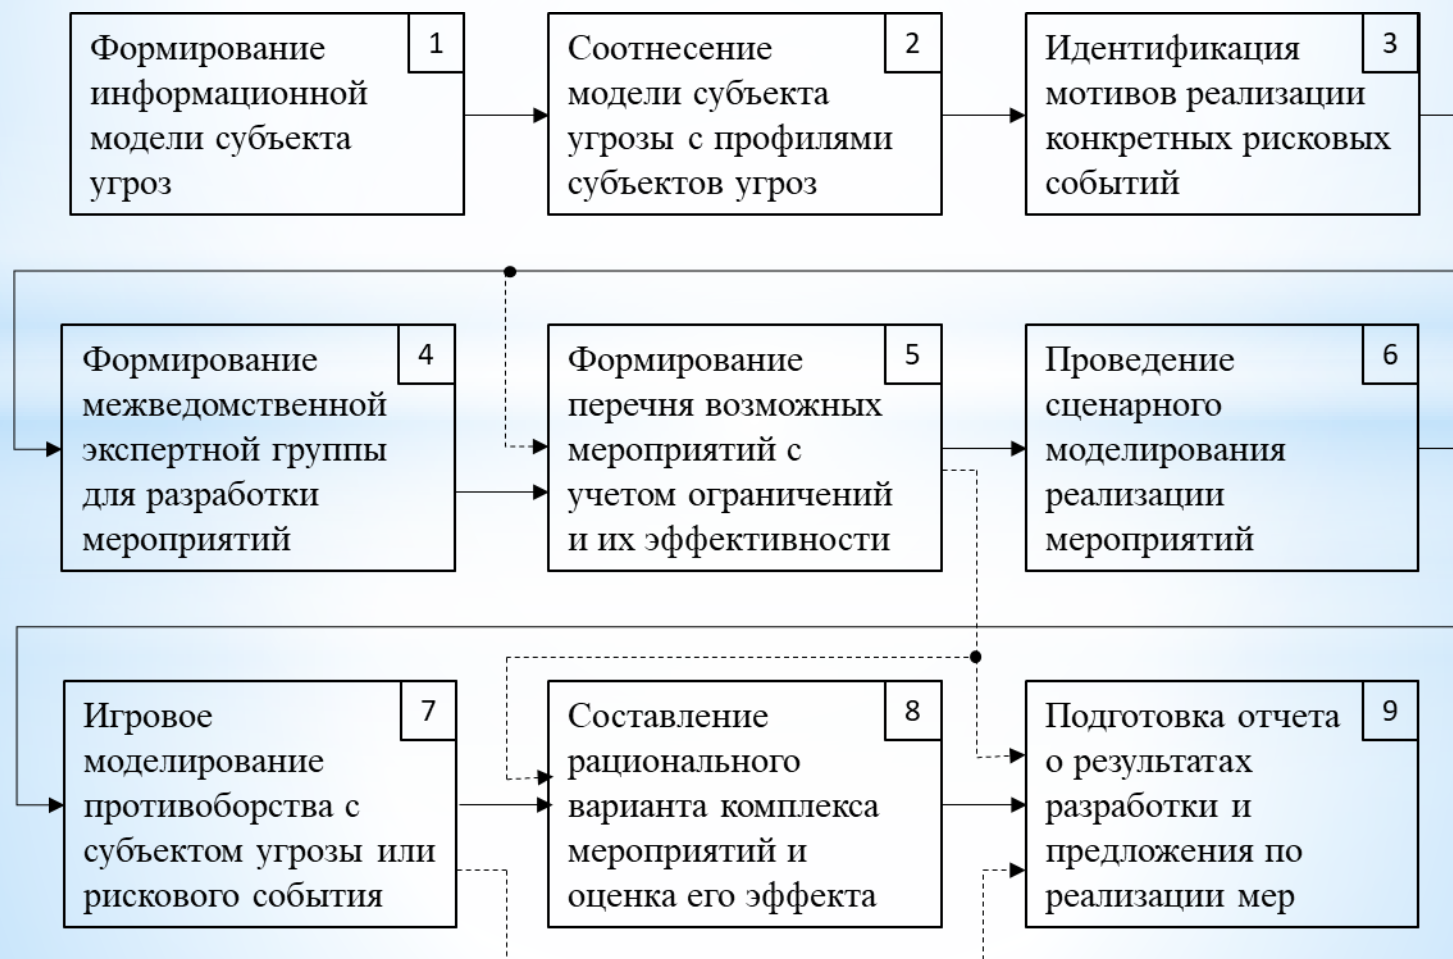 Формирование
1
информационной
модели субъекта
угроз
Соотнесение
2
модели субъекта
угрозы с профилями
субъектов угроз
Идентификация
3
мотивов реализации
конкретных рисковых
событий
Формирование
4
межведомственной
экспертной группы
для разработки
мероприятий
Формирование
5
перечня возможных
мероприятий с
учетом ограничений
и их эффективности
Проведение
6
сценарного
моделирования
реализации
мероприятий
Игровое
7
моделирование
противоборства с
субъектом угрозы или
рискового события
Составление
8
рационального
варианта комплекса
мероприятий и
оценка его эффекта
Подготовка отчета
9
о результатах
разработки и
предложения по
реализации мер